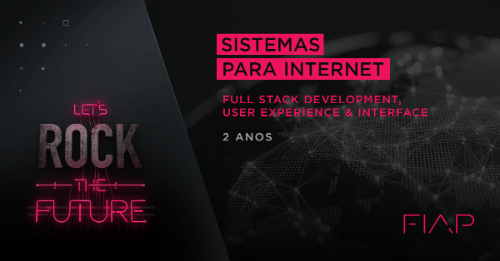 LET'S
ROCK
THE
FUTURE
SISTEMAS
PARA INTERNET
FULL STACK DEVELOPMENT,
USER EXPERIENCE & INTERFACE
2 ANOS
FIAP